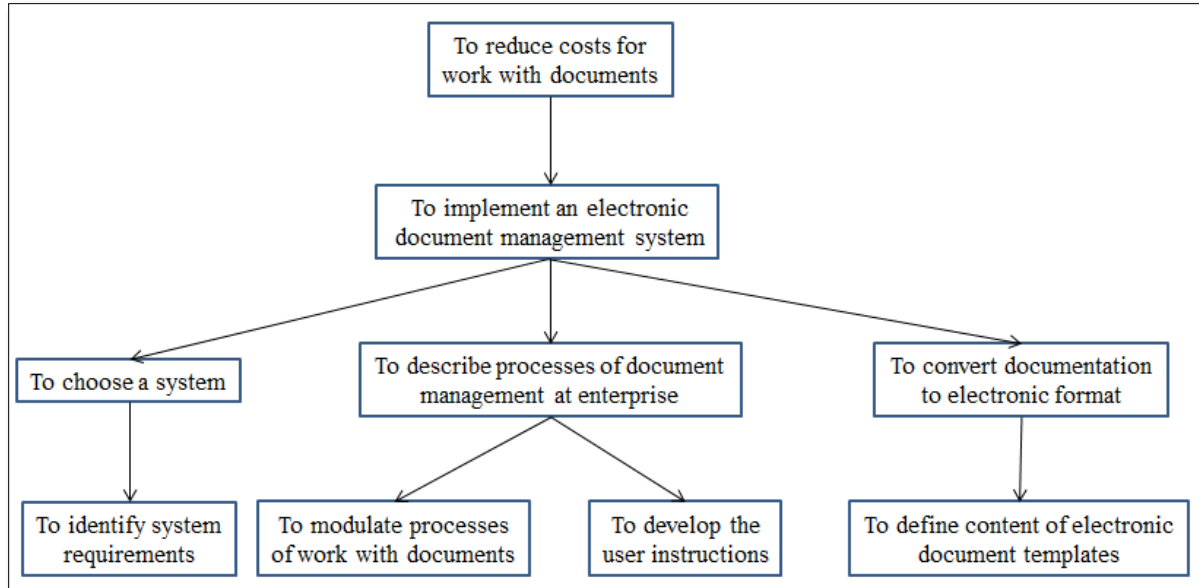 To reduce costs for
work with documents
To implement an electronic
document management system
To choose a system
To describe processes of document
management at enterprise
To convert documentation
to electronic format
To identify system
requirements
To modulate processes
of work with documents
To develop the
user instructions
To define content of electronic
document templates